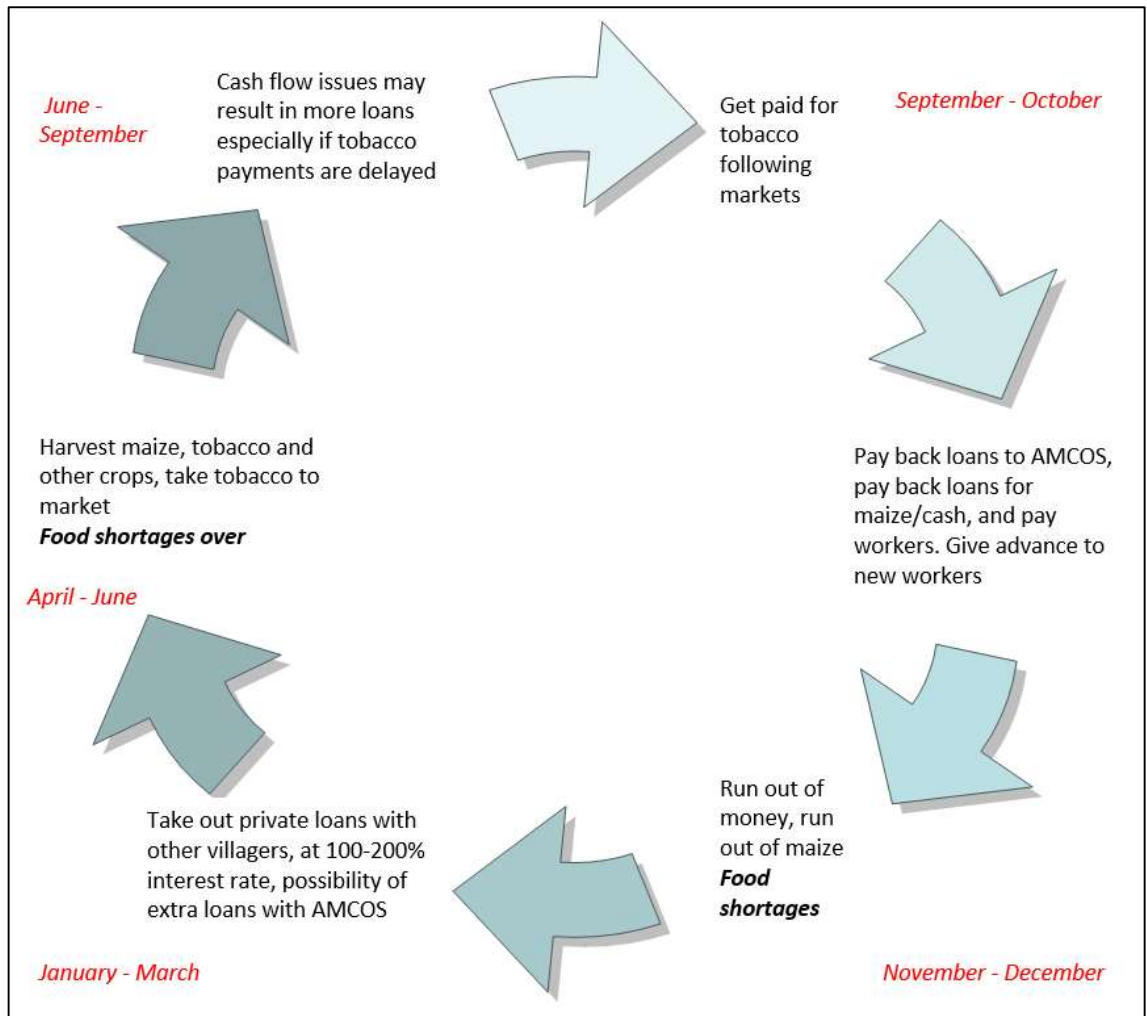 June -
September
Cash flow issues may
result in more loans
especially if tobacco
payments are delayed
Get paid for
tobacco
following
markets
September - October
Pay back loans to AMCOS,
pay back loans for
maize/cash, and pay
workers. Give advance to
new workers
Run out of
money, run
out of maize
Food
shortages
November - December
Take out private loans with
other villagers, at 100-200%
interest rate, possibility of
extra loans with AMCOS
January - March
Harvest maize, tobacco and
other crops, take tobacco to
market
Food shortages over
April - June